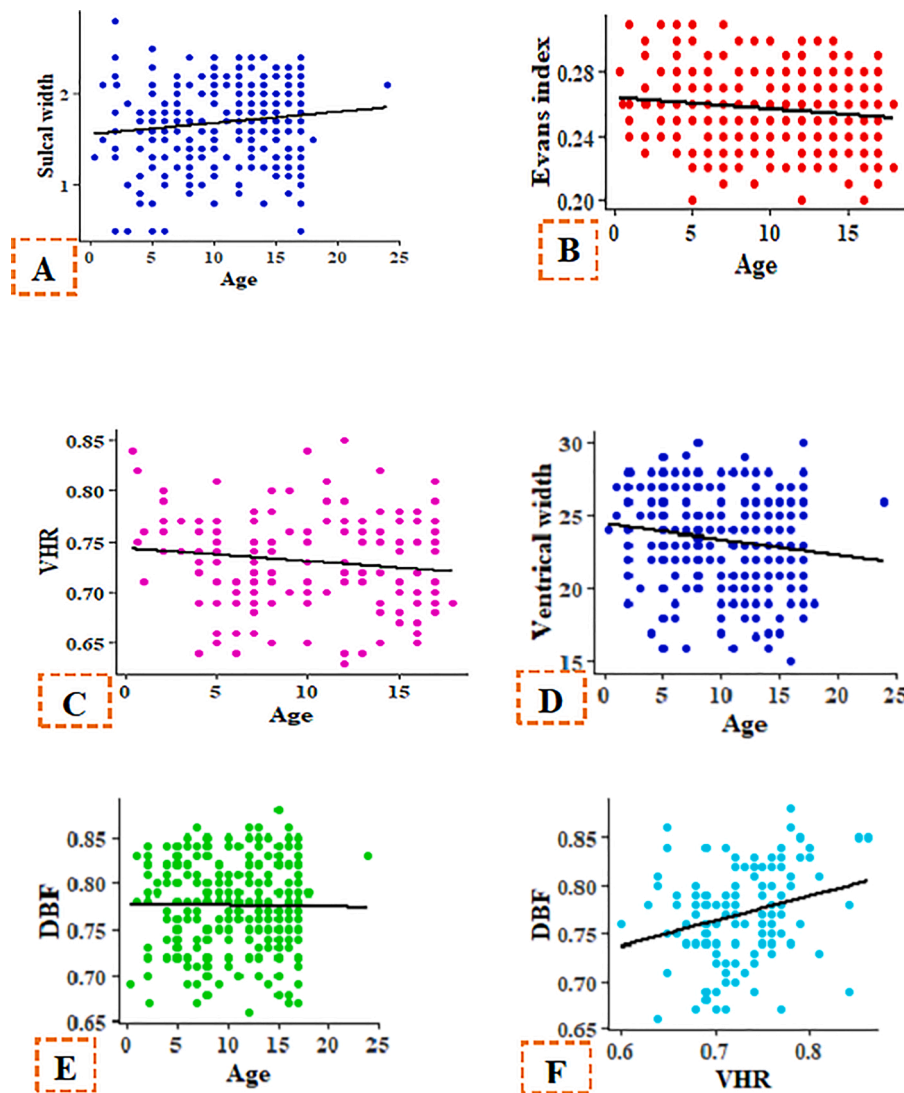 Sulcal width
2
1
0 5 10 15 20 25
Age
A
Evans index
0.28
0.24
0.20
0 5 10 15
Age
B
VHR
0.85
0.80
0.75
0.70
0.65
0 5 10 15
Age
C
Ventrical width
30
25
20
15
0 5 10 15 20 25
Age
D
DBF
0.85
0.80
0.75
0.70
0.65
0 5 10 15 20 25
Age
E
DBF
0.85
0.80
0.75
0.70
0.65
0.6 0.7 0.8
VHR
F